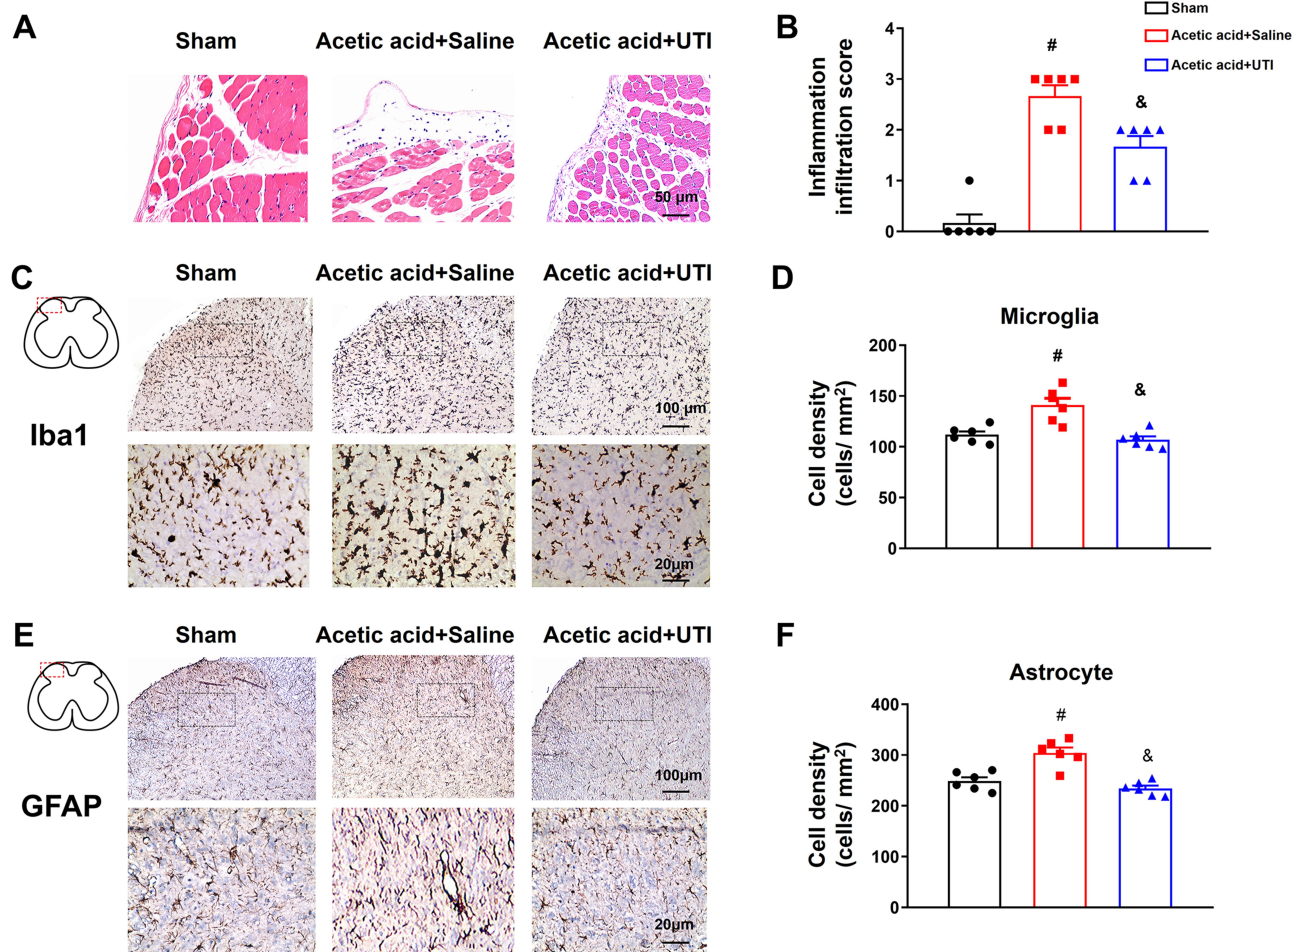 A
Sham
Acetic acid+Saline
Acetic acid+UTI
50 μm
B
Sham
Acetic acid+Saline
Acetic acid+UTI
Inflammation
infiltration score
4
3
2
1
0
#
&
C
Sham
Acetic acid+Saline
Acetic acid+UTI
Iba1
100 μm
20μm
D
Microglia
Cell density
(cells/ mm²)
200
150
100
50
0
#
&
E
Sham
Acetic acid+Saline
Acetic acid+UTI
GFAP
100μm
20μm
F
Astrocyte
Cell density
(cells/ mm²)
400
300
200
100
0
#
&